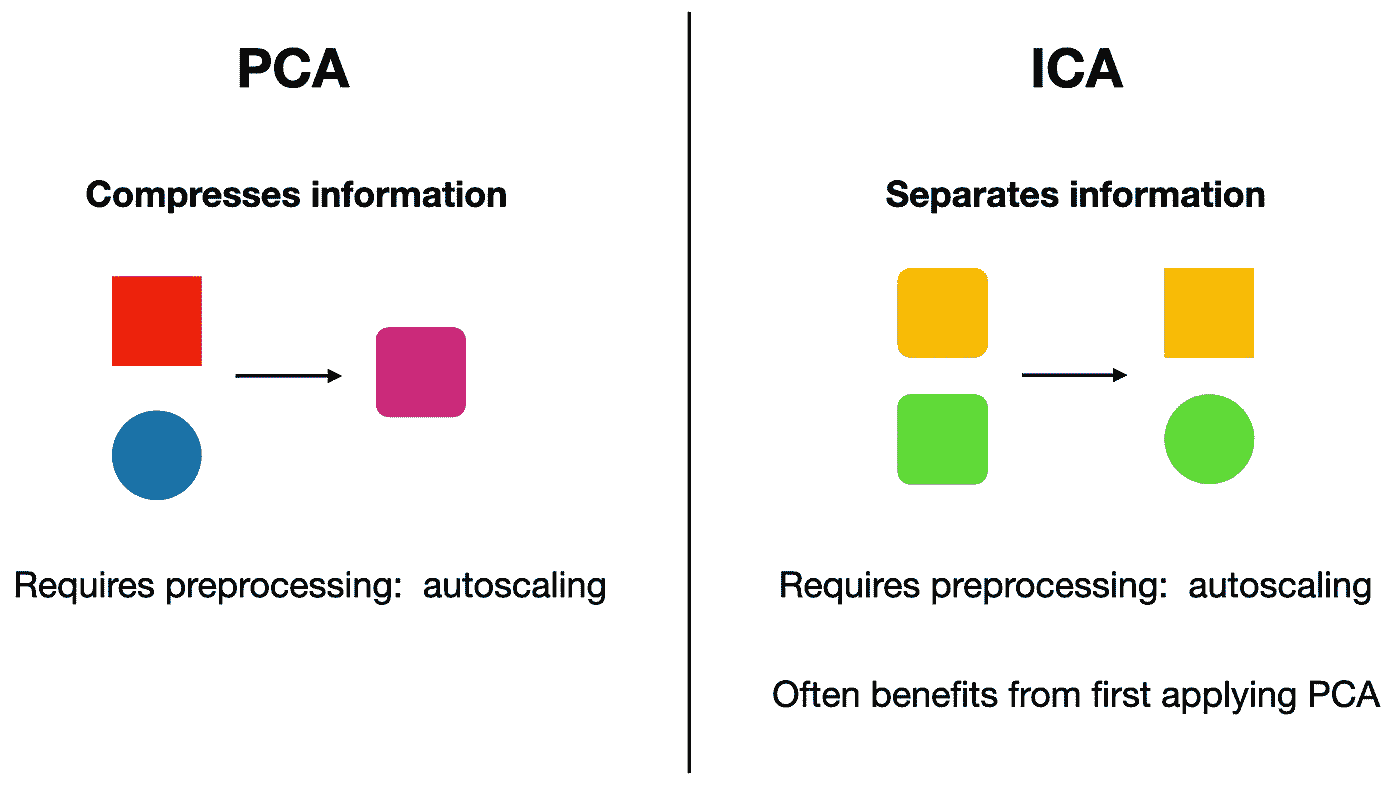 PCA
Compresses information
Requires preprocessing:  autoscaling
ICA
Separates information
Requires preprocessing:  autoscaling
Often benefits from first applying PCA